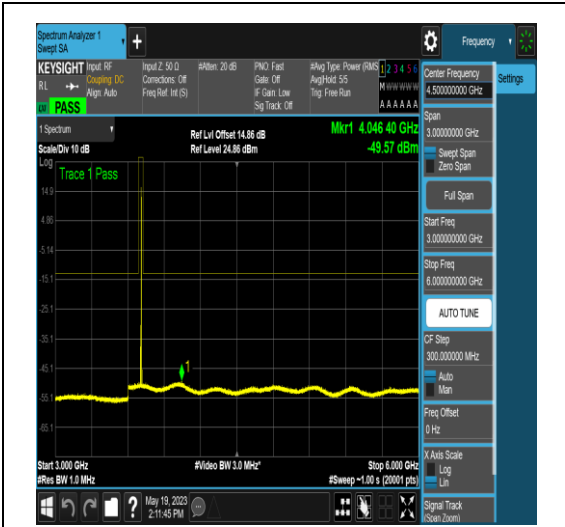 Spectrum Analyzer 1
Swept SA
Frequency
KEYSIGHT
Input: RF
Coupling: DC
Align: Auto
Input Z: 50 Ω
Corrections: Off
Freq Ref: Int (S)
#Atten: 20 dB
PNO: Fast
Gate: Off
IF Gain: Low
Sig Track: Off
#Avg Type: Power (RMS
Avg|Hold: 5/5
Trig: Free Run
1 2 3 4 5 6
M W W W W W
A A A A A A
RL
PASS
1 Spectrum
Scale/Div 10 dB
Ref Lvl Offset 14.86 dB
Ref Level 24.86 dBm
Mkr1 4.046 40 GHz
-49.57 dBm
Log
Trace 1 Pass
14.9
4.86
-5.14
-15.1
-25.1
-35.1
-45.1
-55.1
-65.1
1
Start 3.000 GHz
#Res BW 1.0 MHz
#Video BW 3.0 MHz*
Stop 6.000 GHz
#Sweep ~1.00 s (20001 pts)
May 19, 2023
2:11:45 PM
Center Frequency
4.500000000 GHz
Settings
Span
3.00000000 GHz
Swept Span
Zero Span
Full Span
Start Freq
3.000000000 GHz
Stop Freq
6.000000000 GHz
AUTO TUNE
CF Step
300.000000 MHz
Auto
Man
Freq Offset
0 Hz
X Axis Scale
Log
Lin
Signal Track
(Span Zoom)